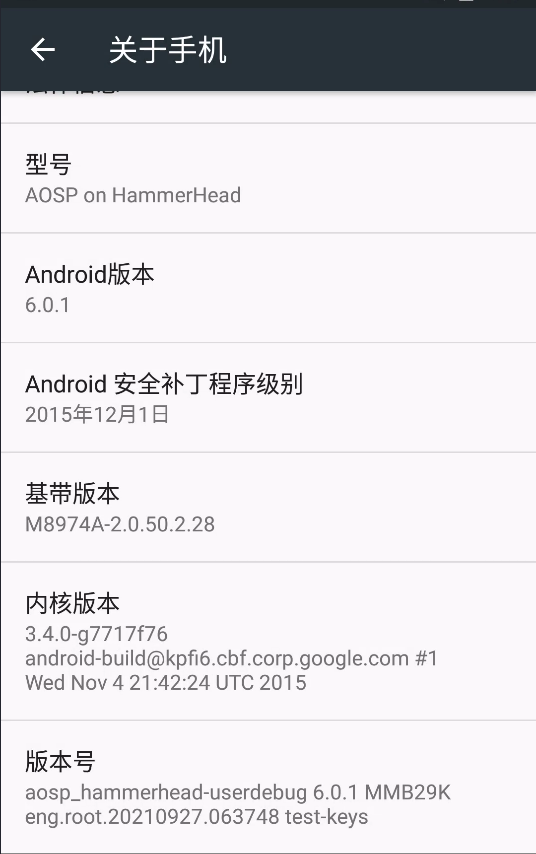 关于手机
型号
AOSP on HammerHead
Android版本
6.0.1
Android 安全补丁程序级别
2015年12月1日
基带版本
M8974A-2.0.50.2.28
内核版本
3.4.0-g7717f76
android-build@kpfi6.cbf.corp.google.com #1
Wed Nov 4 21:42:24 UTC 2015
版本号
aosp_hammerhead-userdebug 6.0.1 MMB29K
eng.root.20210927.063748 test-keys